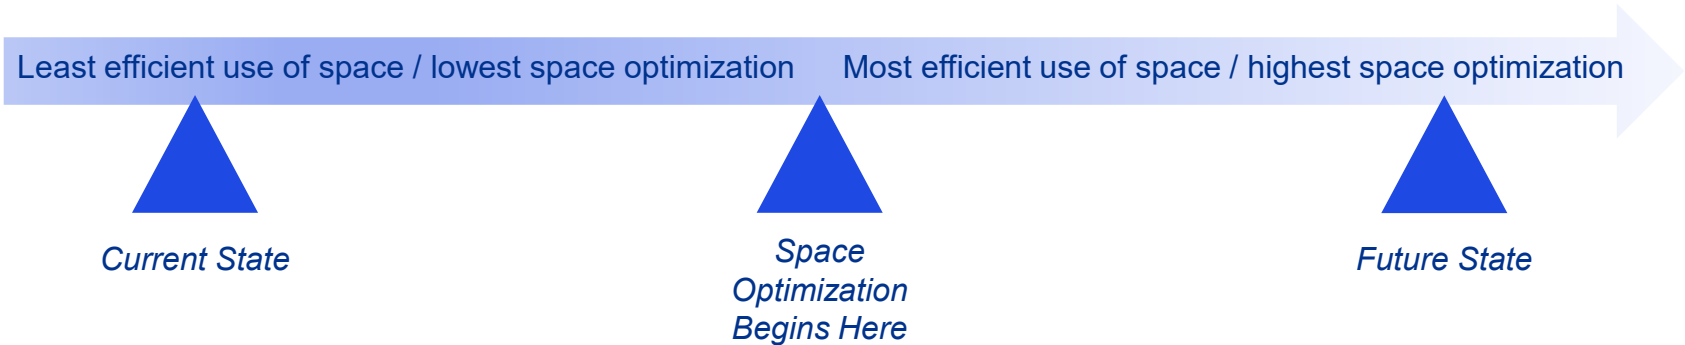 Least efficient use of space / lowest space optimization
Most efficient use of space / highest space optimization
Current State
Space
Optimization
Begins Here
Future State